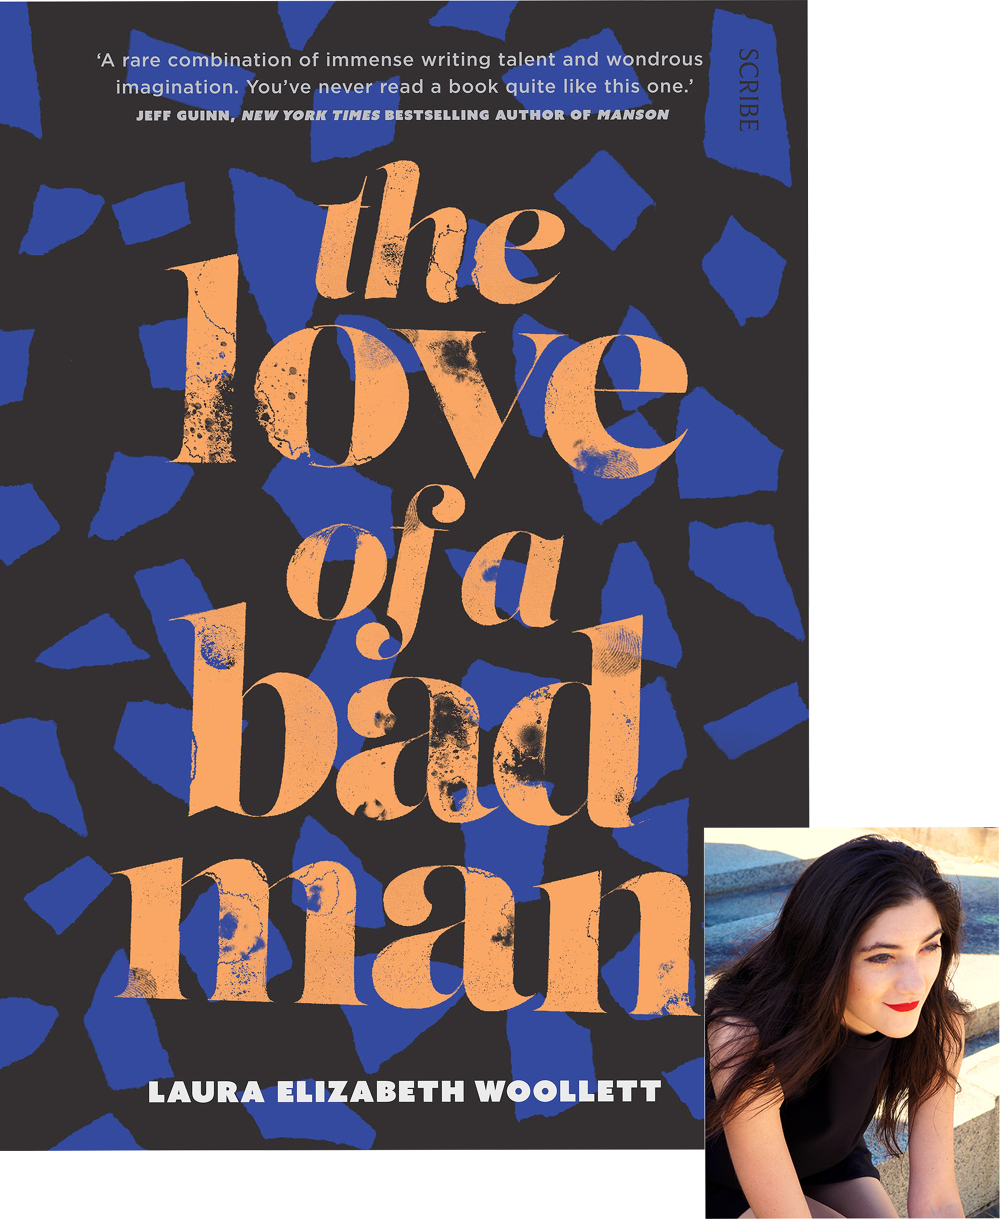 ‘A rare combination of immense writing talent and wondrous
imagination. You’ve never read a book quite like this one.’
JEFF GUINN, NEW YORK TIMES BESTSELLING AUTHOR OF MANSON
SCRIBE
the
love
of a
bad
man
LAURA ELIZABETH WOOLLETT